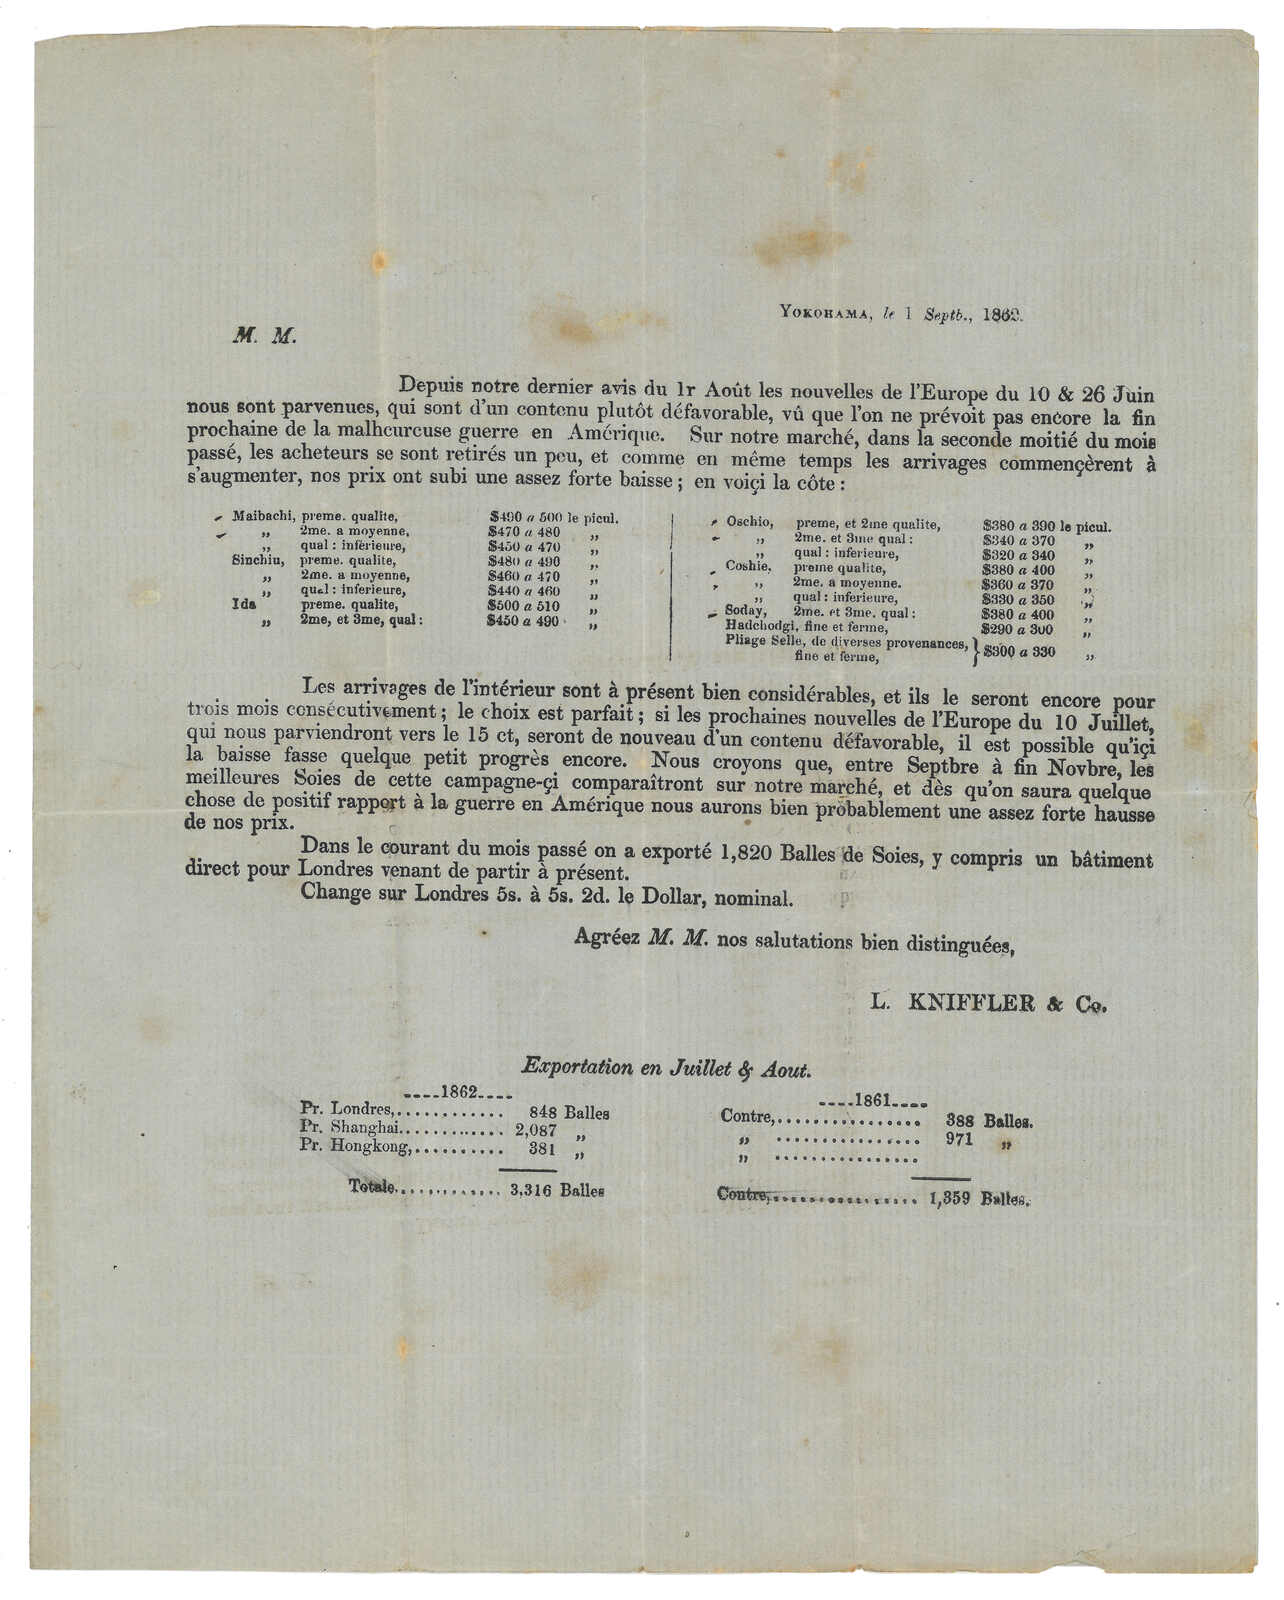 YOKOHAMA, le 1 Septb., 1862.
M. M.
Depuis notre dernier avis du 1r Août les nouvelles de l'Europe du 10 & 26 Juin
nous sont parvenues, qui sont d'un contenu plutôt défavorable, vû que l'on ne prévoit pas encore la fin
prochaine de la malheureuse guerre en Amérique. Sur notre marché, dans la seconde moitié du mois
passé, les acheteurs se sont retirés un peu, et comme en même temps les arrivages commençèrent à
s'augmenter, nos prix ont subi une assez forte baisse ; en voiçi la côte :
Maibachi, preme. qualite, $490 a 500 le picul.
„ 2me. a moyenne, $470 a 480 „
„ qual : infèrieure, $450 a 470 „
Sinchiu, preme. qualite, $480 a 490 „
„ 2me. a moyenne, $460 a 470 „
„ qual : inferieure, $440 a 460 „
Ida preme. qualite, $500 a 510 „
„ 2me, et 3me, qual : $450 a 490 „
Oschio, preme, et 2me qualite, $380 a 390 le picul.
„ 2me. et 3me qual : $340 a 370 „
„ qual : inferieure, $320 a 340 „
Coshie, preme qualite, $380 a 400 „
„ 2me. a moyenne. $360 a 370 „
„ qual : inferieure, $330 a 350 „
Soday, 2me. et 3me. qual : $380 a 400 „
Hadchodgi, fine et ferme, $290 a 300 „
Pliage Selle, de diverses provenances,
fine et ferme, } $300 a 330 „
Les arrivages de l'intérieur sont à présent bien considérables, et ils le seront encore pour
trois mois consécutivement ; le choix est parfait ; si les prochaines nouvelles de l'Europe du 10 Juillet,
qui nous parviendront vers le 15 ct, seront de nouveau d'un contenu défavorable, il est possible qu'içi
la baisse fasse quelque petit progrès encore. Nous croyons que, entre Septbre à fin Novbre, les
meilleures Soies de cette campagne-çi comparaîtront sur notre marché, et dès qu'on saura quelque
chose de positif rapport à la guerre en Amérique nous aurons bien probablement une assez forte hausse
de nos prix.
Dans le courant du mois passé on a exporté 1,820 Balles de Soies, y compris un bâtiment
direct pour Londres venant de partir à présent.
Change sur Londres 5s. à 5s. 2d. le Dollar, nominal.
Agréez M. M. nos salutations bien distinguées,
L. KNIFFLER & Co.
Exportation en Juillet & Aout.
....1862....
Pr. Londres,............ 848 Balles
Pr. Shanghai............. 2,087 „
Pr. Hongkong,.......... 381 „
Totale............. 3,316 Balles
....1861....
Contre,................ 388 Balles.
„ ................ 971 „
„ ................
Contre,................ 1,359 Balles.